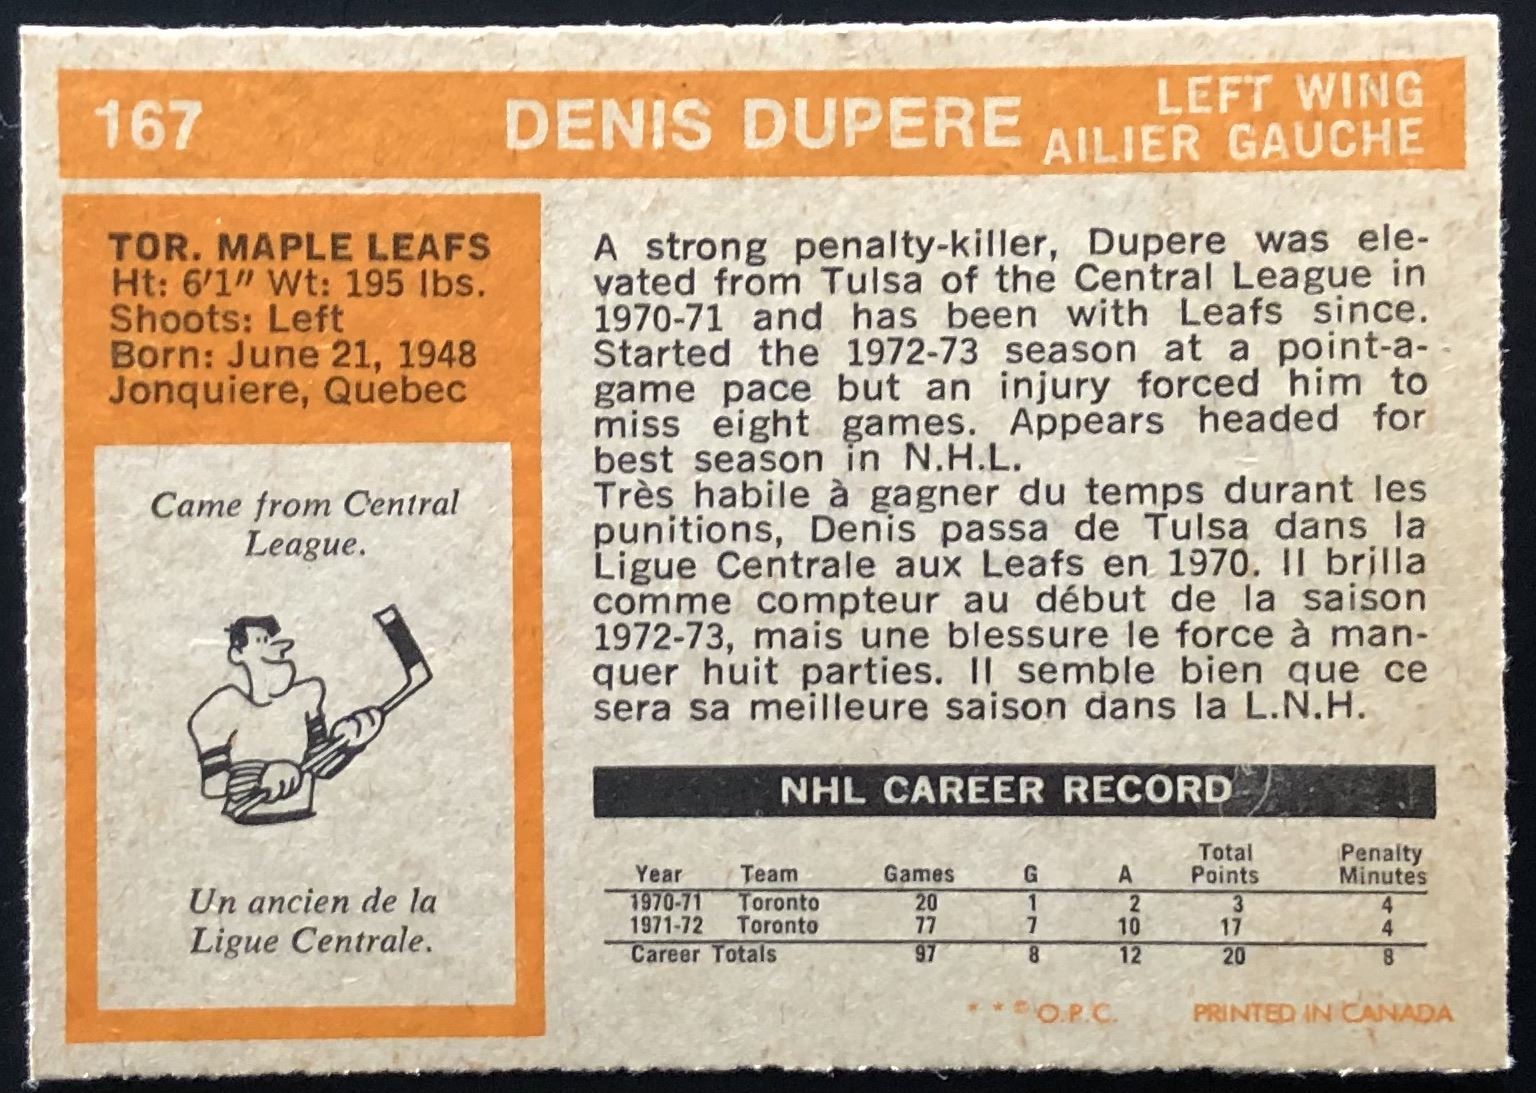 167
DENIS DUPERE
LEFT WING
AILIER GAUCHE
TOR. MAPLE LEAFS
Ht: 6'1" Wt: 195 lbs.
Shoots: Left
Born: June 21, 1948
Jonquiere, Quebec
Came from Central
League.
Un ancien de la
Ligue Centrale.
A strong penalty-killer, Dupere was ele-
vated from Tulsa of the Central League in
1970-71 and has been with Leafs since.
Started the 1972-73 season at a point-a-
game pace but an injury forced him to
miss eight games. Appears headed for
best season in N.H.L.
Très habile à gagner du temps durant les
punitions, Denis passa de Tulsa dans la
Ligue Centrale aux Leafs en 1970. Il brilla
comme compteur au début de la saison
1972-73, mais une blessure le force à man-
quer huit parties. Il semble bien que ce
sera sa meilleure saison dans la L.N.H.
NHL CAREER RECORD
Year Team Games G A Total Points Penalty Minutes
1970-71 Toronto 20 1 2 3 4
1971-72 Toronto 77 7 10 17 4
Career Totals 97 8 12 20 8
* * © O.P.C. PRINTED IN CANADA